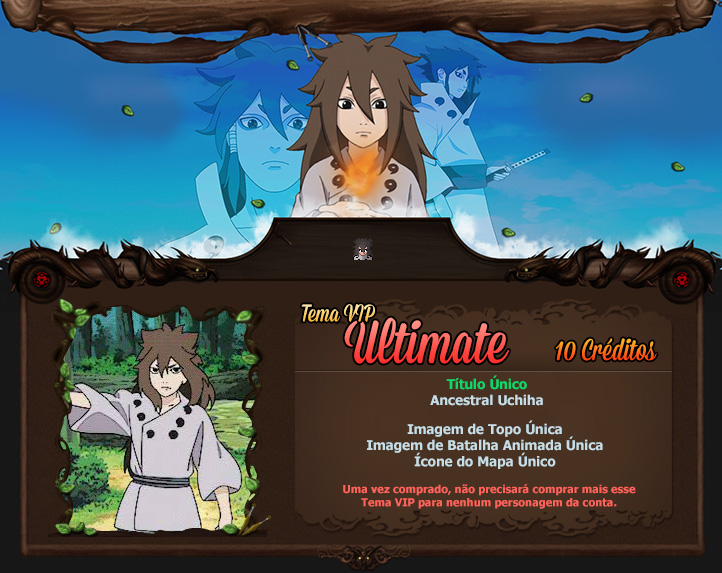 Tema VIP
Ultimate
10 Créditos
Título Único
Ancestral Uchiha
Imagem de Topo Única
Imagem de Batalha Animada Única
Ícone do Mapa Único
Uma vez comprado, não precisará comprar mais esse
Tema VIP para nenhum personagem da conta.